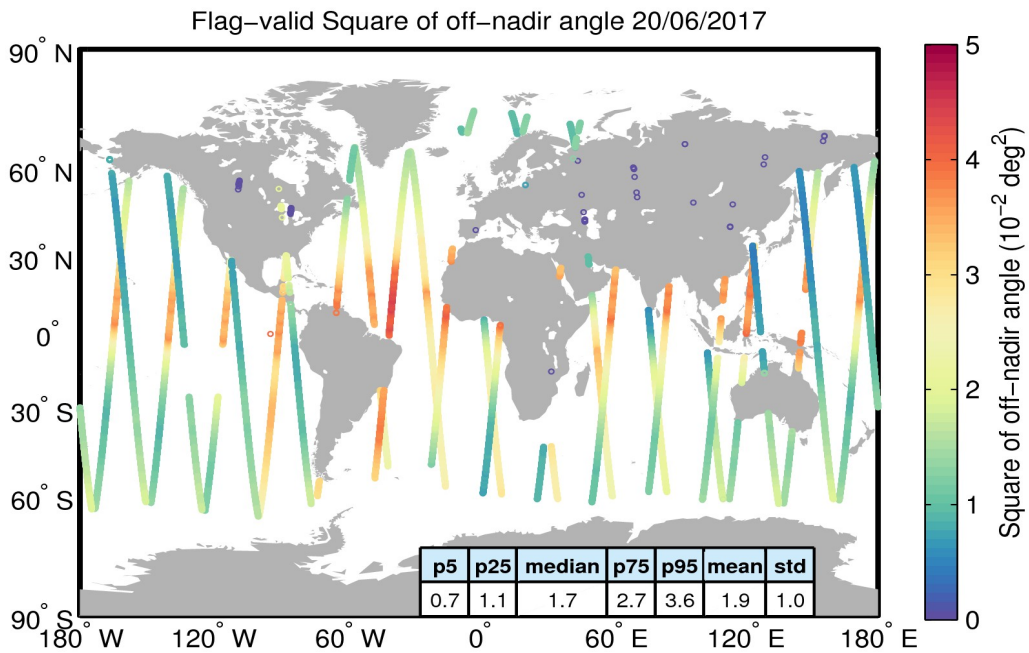 Flag−valid Square of off−nadir angle 20/06/2017
90° N
60° N
30° N
0°
30° S
60° S
90° S
180° W
120° W
60° W
0°
60° E
120° E
180° E
p5 p25 median p75 p95 mean std
0.7 1.1 1.7 2.7 3.6 1.9 1.0
5
4
3
2
1
0
Square of off−nadir angle (10⁻² deg²)